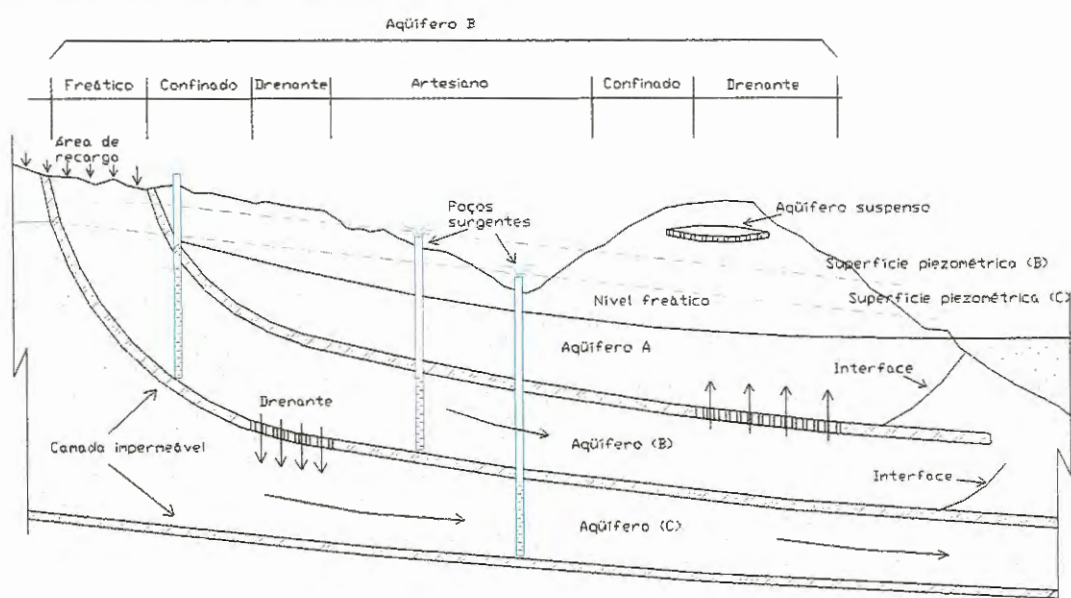 Aqüífero B
Freático
Confinado
Drenante
Artesiano
Confinado
Drenante
Área de
recarga
Poços
surgentes
Aqüífero suspenso
Superfície piezométrica (B)
Superfície piezométrica (C)
Nível freático
Aqüífero A
Interface
Drenante
Camada impermeável
Aqüífero (B)
Interface
Aqüífero (C)